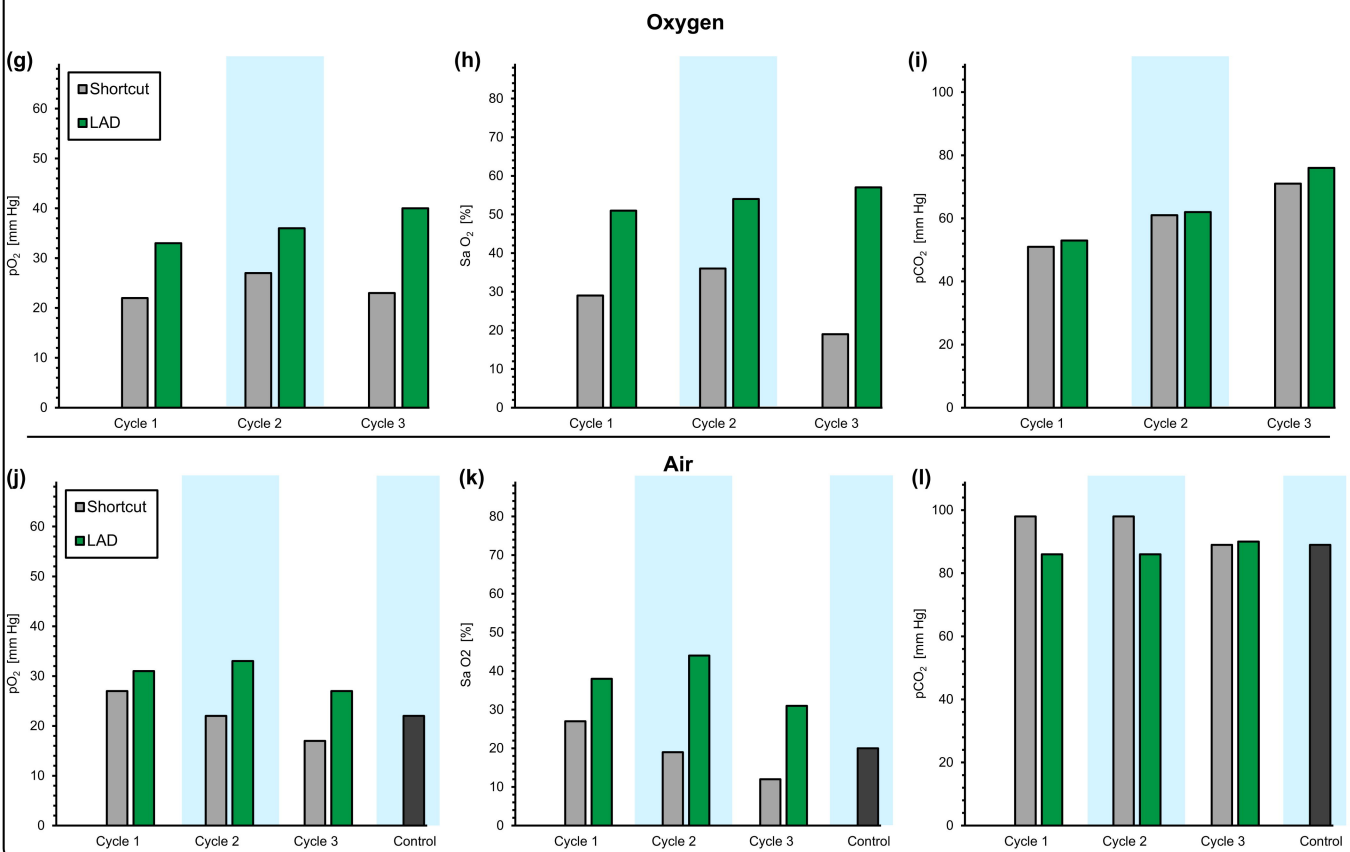 Oxygen
(g)
Shortcut
LAD
pO₂ [mm Hg]
60
50
40
30
20
10
0
Cycle 1
Cycle 2
Cycle 3
(h)
Sa O₂ [%]
80
70
60
50
40
30
20
10
0
Cycle 1
Cycle 2
Cycle 3
(i)
pCO₂ [mm Hg]
100
80
60
40
20
0
Cycle 1
Cycle 2
Cycle 3
Air
(j)
Shortcut
LAD
pO₂ [mm Hg]
60
50
40
30
20
10
0
Cycle 1
Cycle 2
Cycle 3
Control
(k)
Sa O2 [%]
80
70
60
50
40
30
20
10
0
Cycle 1
Cycle 2
Cycle 3
Control
(l)
pCO₂ [mm Hg]
100
80
60
40
20
0
Cycle 1
Cycle 2
Cycle 3
Control